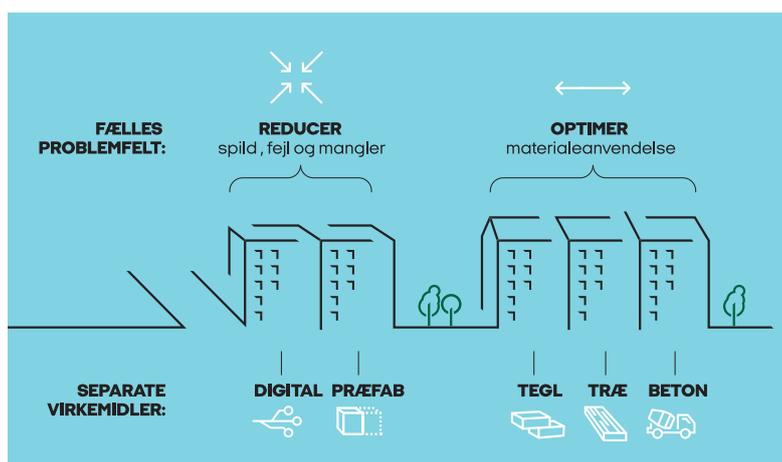 FÆLLES
PROBLEMFELT:
REDUCER
spild, fejl og mangler
OPTIMER
materialeanvendelse
SEPARATE
VIRKEMIDLER:
DIGITAL
PRÆFAB
TEGL
TRÆ
BETON